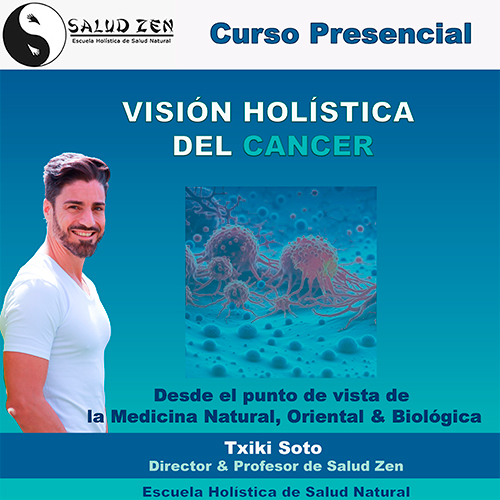 SALUD ZEN
Escuela Holística de Salud Natural
Curso Presencial
VISIÓN HOLÍSTICA
DEL CANCER
Desde el punto de vista de
la Medicina Natural, Oriental & Biológica
Txiki Soto
Director & Profesor de Salud Zen
Escuela Holística de Salud Natural